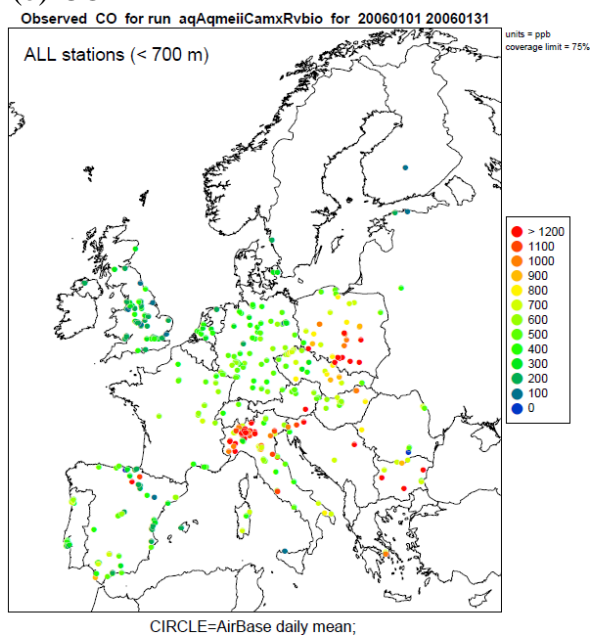 Observed CO for run aqAqmeiiCamxRvbio for 20060101 20060131
units = ppb
coverage limit = 75%
ALL stations (< 700 m)
> 1200
1100
1000
900
800
700
600
500
400
300
200
100
0
CIRCLE=AirBase daily mean;